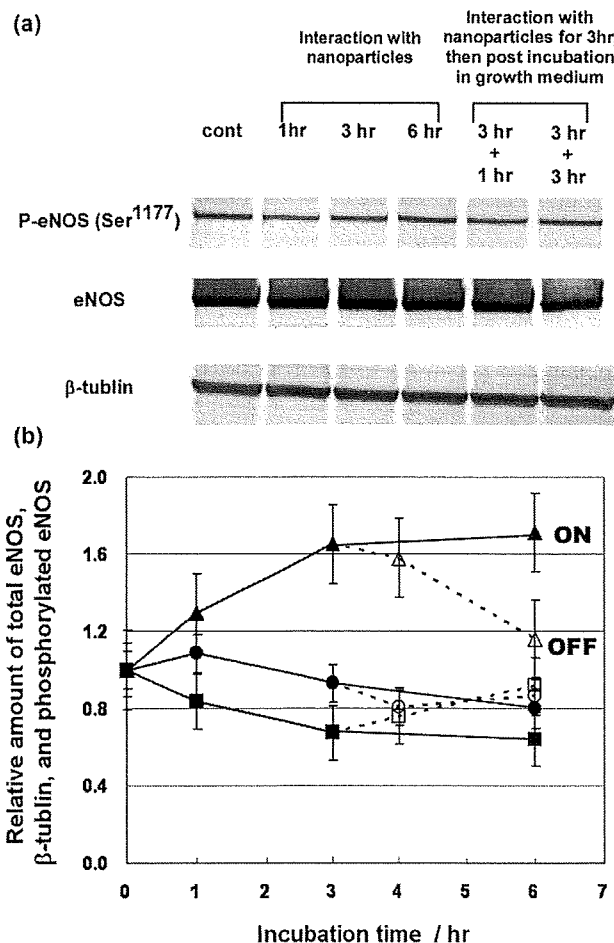 (a)
Interaction with
nanoparticles
Interaction with
nanoparticles for 3hr,
then post incubation
in growth medium
cont 1hr 3 hr 6 hr 3 hr + 1 hr 3 hr + 3 hr
P-eNOS (Ser1177)
eNOS
β-tublin
(b)
Relative amount of total eNOS,
β-tublin, and phosphorylated eNOS
2.0
1.6
1.2
0.8
0.4
0.0
ON
OFF
0 1 2 3 4 5 6 7
Incubation time / hr